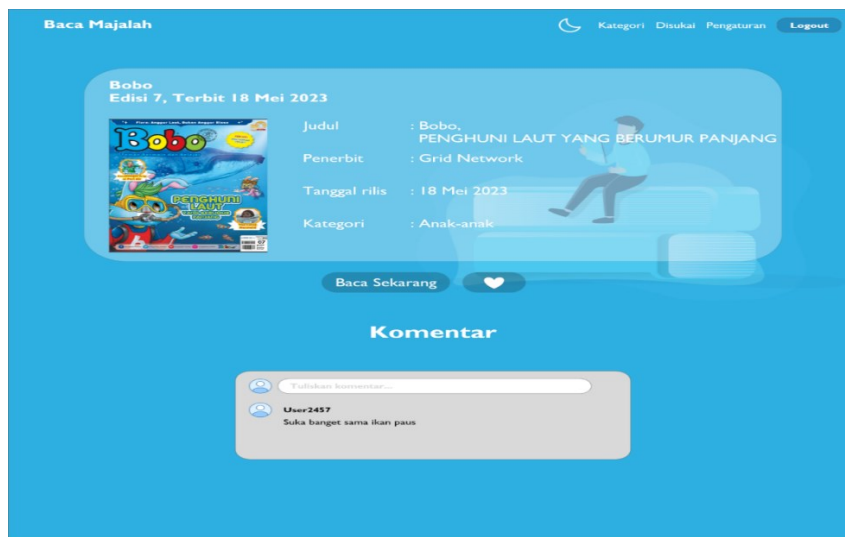 Baca Majalah
Kategori Disukai Pengaturan Logout
Bobo
Edisi 7, Terbit 18 Mei 2023
Bobo
PENGHUNI
LAUT
Judul : Bobo,
PENGHUNI LAUT YANG BERUMUR PANJANG
Penerbit : Grid Network
Tanggal rilis : 18 Mei 2023
Kategori : Anak-anak
Baca Sekarang
Komentar
Tuliskan komentar...
User2457
Suka banget sama ikan paus